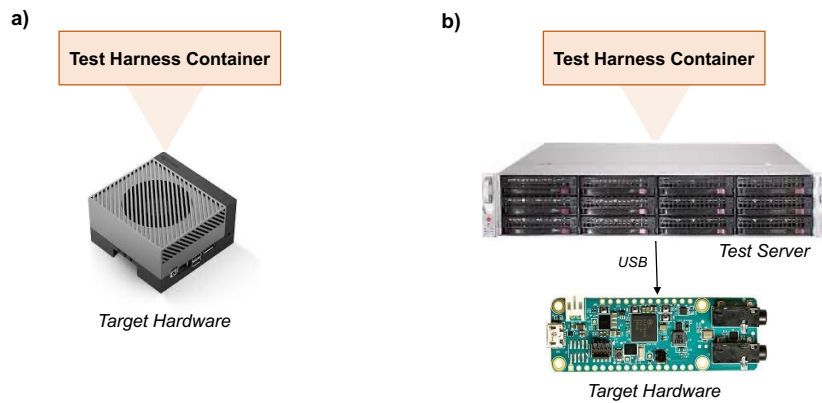 a)
Test Harness Container
Target Hardware
b)
Test Harness Container
Test Server
USB
Target Hardware